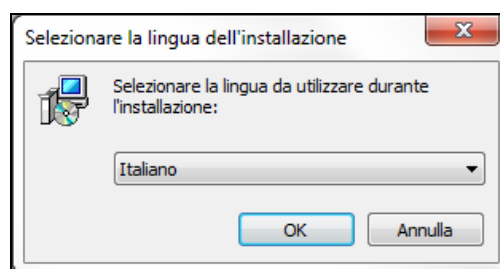 Selezionare la lingua dell'installazione
Selezionare la lingua da utilizzare durante
l'installazione:
Italiano
OK
Annulla